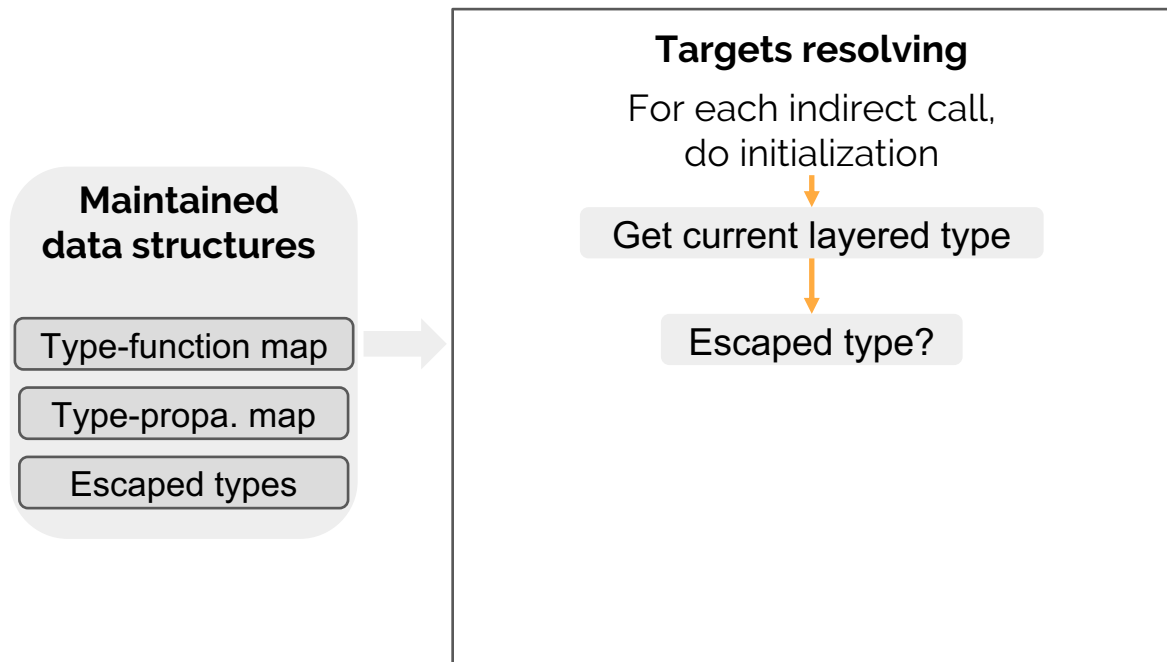 Maintained
data structures
Type-function map
Type-propa. map
Escaped types
Targets resolving
For each indirect call,
do initialization
Get current layered type
Escaped type?